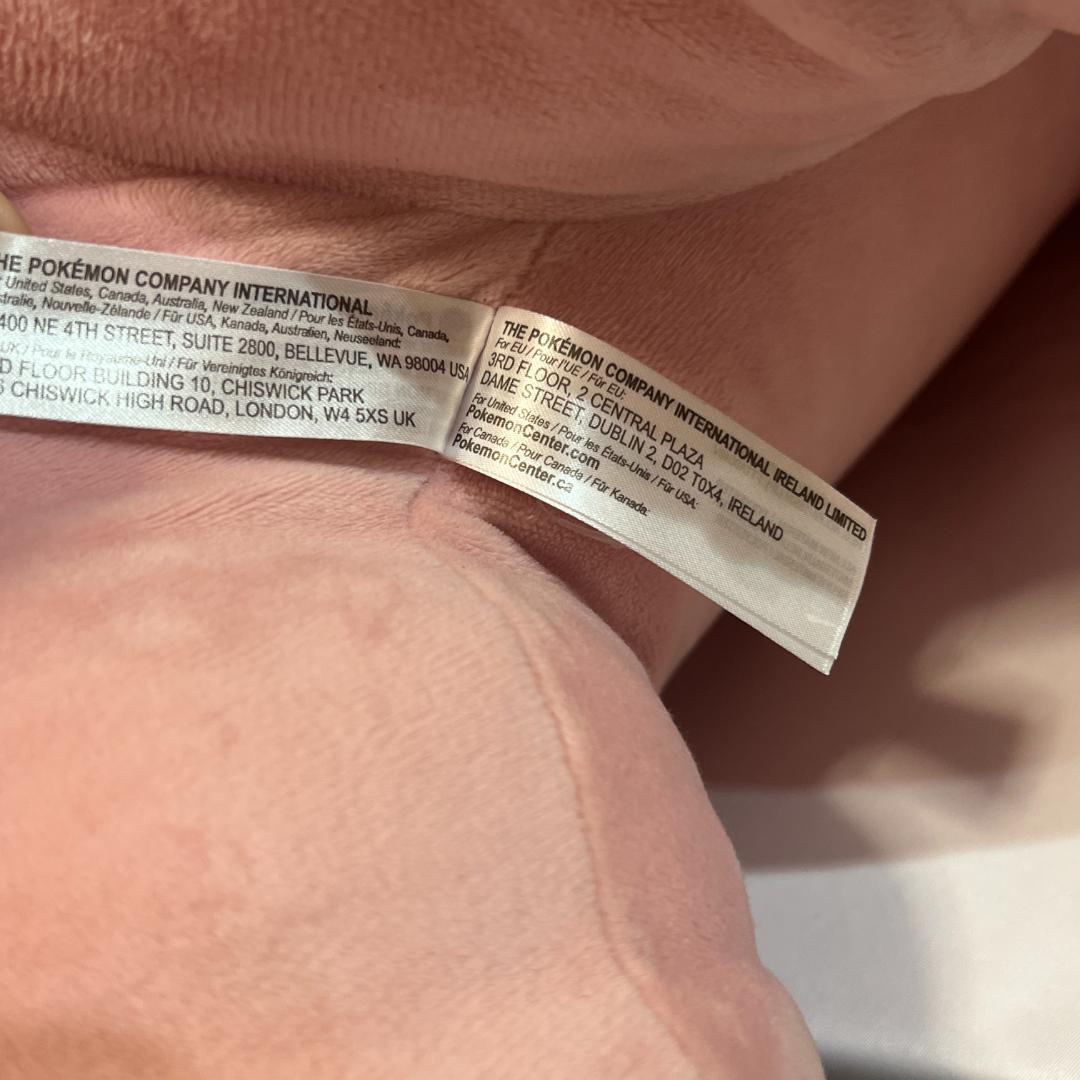 HE POKÉMON COMPANY INTERNATIONAL
United States, Canada, Australia, New Zealand / Pour les États-Unis, Canada,
stralie, Nouvelle-Zélande / Für USA, Kanada, Australien, Neuseeland:
400 NE 4TH STREET, SUITE 2800, BELLEVUE, WA 98004 USA
UK / Pour le Royaume-Uni / Für Vereinigtes Königreich:
D FLOOR BUILDING 10, CHISWICK PARK
6 CHISWICK HIGH ROAD, LONDON, W4 5XS UK
THE POKÉMON COMPANY INTERNATIONAL IRELAND LIMITED
For EU / Pour l'UE / Für EU:
3RD FLOOR, 2 CENTRAL PLAZA
DAME STREET, DUBLIN 2, D02 T0X4, IRELAND
For United States / Pour les États-Unis / Für USA:
PokemonCenter.com
For Canada / Pour Canada / Für Kanada:
PokemonCenter.ca